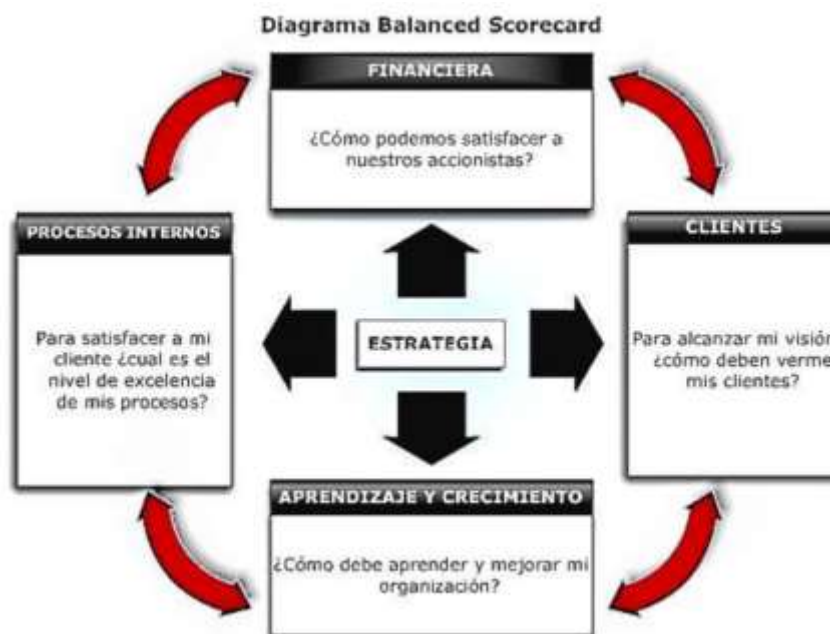 Diagrama Balanced Scorecard
FINANCIERA
¿Cómo podemos satisfacer a
nuestros accionistas?
PROCESOS INTERNOS
Para satisfacer a mi
cliente ¿cual es el
nivel de excelencia
de mis procesos?
ESTRATEGIA
CLIENTES
Para alcanzar mi visión
¿cómo deben verme
mis clientes?
APRENDIZAJE Y CRECIMIENTO
¿Cómo debe aprender y mejorar mi
organización?